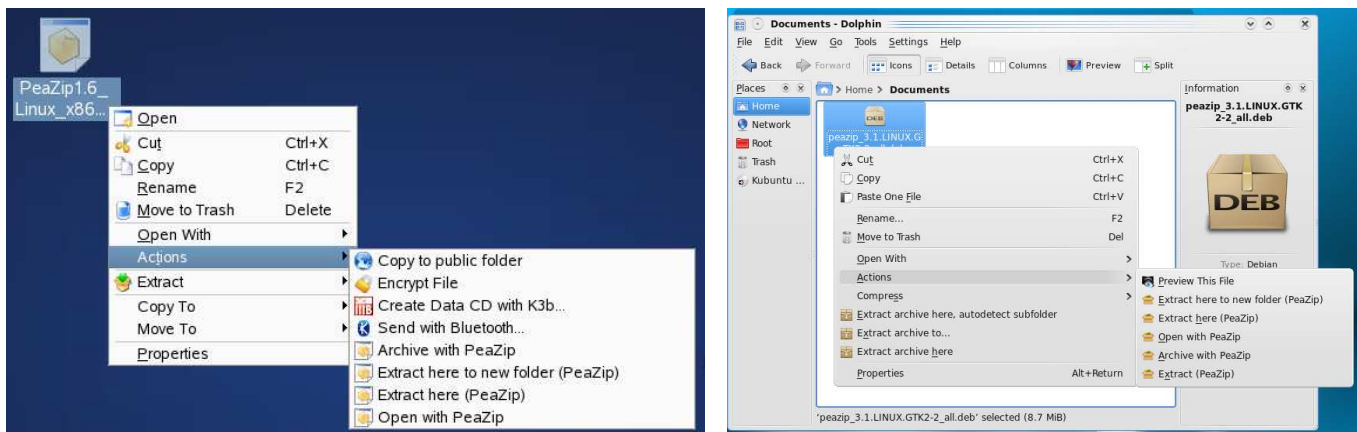 PeaZip1.6_
Linux_x86...
Open
Cut Ctrl+X
Copy Ctrl+C
Rename F2
Move to Trash Delete
Open With
Actions
Extract
Copy To
Move To
Properties
Copy to public folder
Encrypt File
Create Data CD with K3b...
Send with Bluetooth...
Archive with PeaZip
Extract here to new folder (PeaZip)
Extract here (PeaZip)
Open with PeaZip
Documents - Dolphin
File Edit View Go Tools Settings Help
Back Forward Icons Details Columns Preview Split
Places
Home
Network
Root
Trash
Kubuntu ...
> Home > Documents
DEB
peazip_3.1.LINUX.G
Cut Ctrl+X
Copy Ctrl+C
Paste One File Ctrl+V
Rename... F2
Move to Trash Del
Open With
Actions
Compress
Extract archive here, autodetect subfolder
Extract archive to...
Extract archive here
Properties Alt+Return
Preview This File
Extract here to new folder (PeaZip)
Extract here (PeaZip)
Open with PeaZip
Archive with PeaZip
Extract (PeaZip)
Information
peazip_3.1.LINUX.GTK
2-2_all.deb
DEB
Type: Debian
'peazip_3.1.LINUX.GTK2-2_all.deb' selected (8.7 MiB)